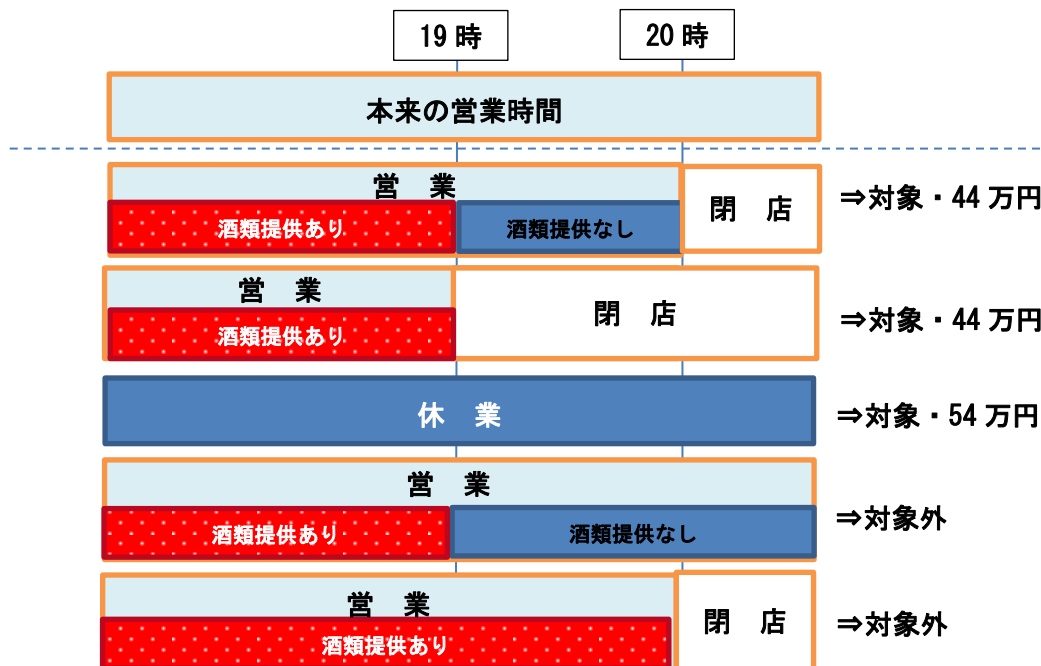 19時 20時
本来の営業時間
営 業
閉 店 ⇒対象・44万円
酒類提供あり 酒類提供なし
営 業
閉 店 ⇒対象・44万円
酒類提供あり
休 業 ⇒対象・54万円
営 業
⇒対象外
酒類提供あり 酒類提供なし
営 業
閉 店 ⇒対象外
酒類提供あり